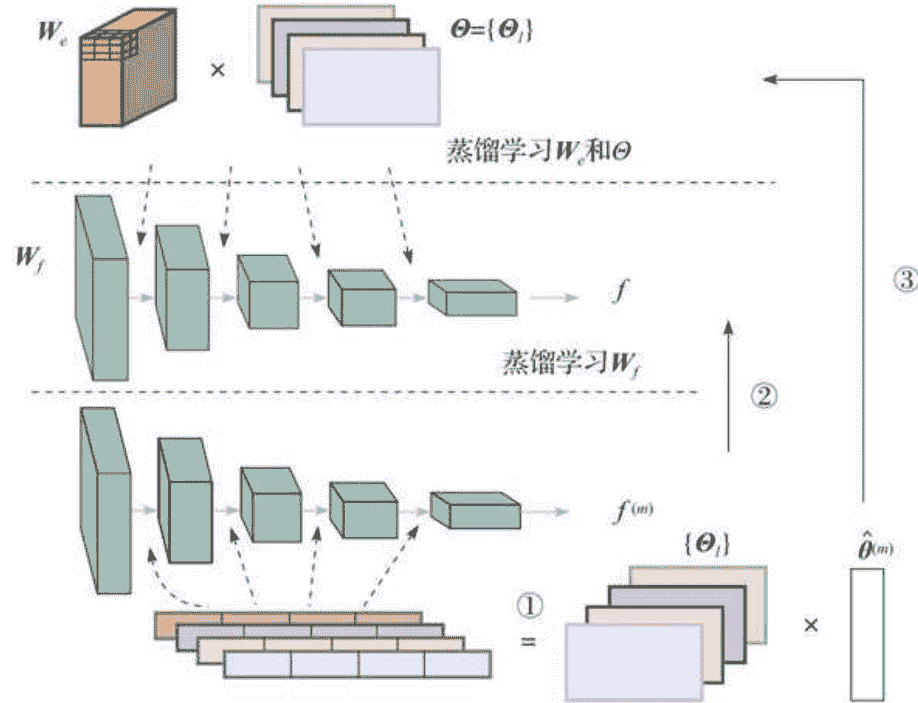 W_e
×
Θ={Θ_l}
蒸馏学习W_e和Θ
W_f
f
③
蒸馏学习W_f
②
f^(m)
{Θ_l}
θ̂^(m)
①
=
×